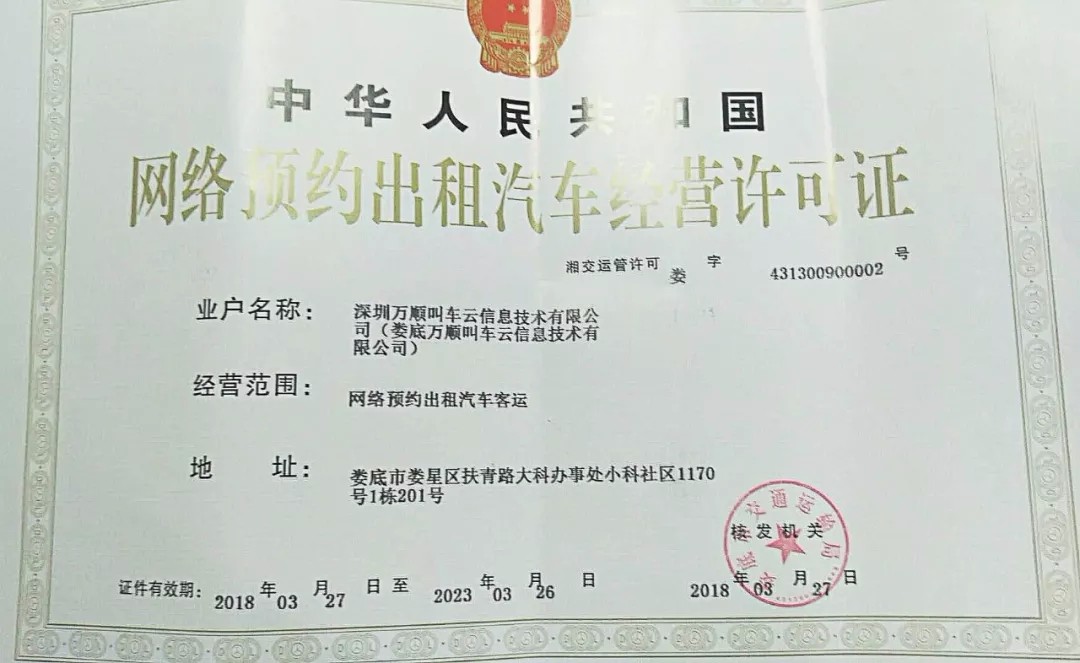 中华人民共和国
网络预约出租汽车经营许可证
湘交运管许可 娄 字 431300900002 号
业户名称： 深圳万顺叫车云信息技术有限公
司（娄底万顺叫车云信息技术有
限公司）
经营范围： 网络预约出租汽车客运
地 址： 娄底市娄星区扶青路大科办事处小科社区1170
号1栋201号
交通运输局
核发机关
证件有效期： 2018 年 03 月 27 日 至 2023 年 03 月 26 日
2018 年 03 月 27 日